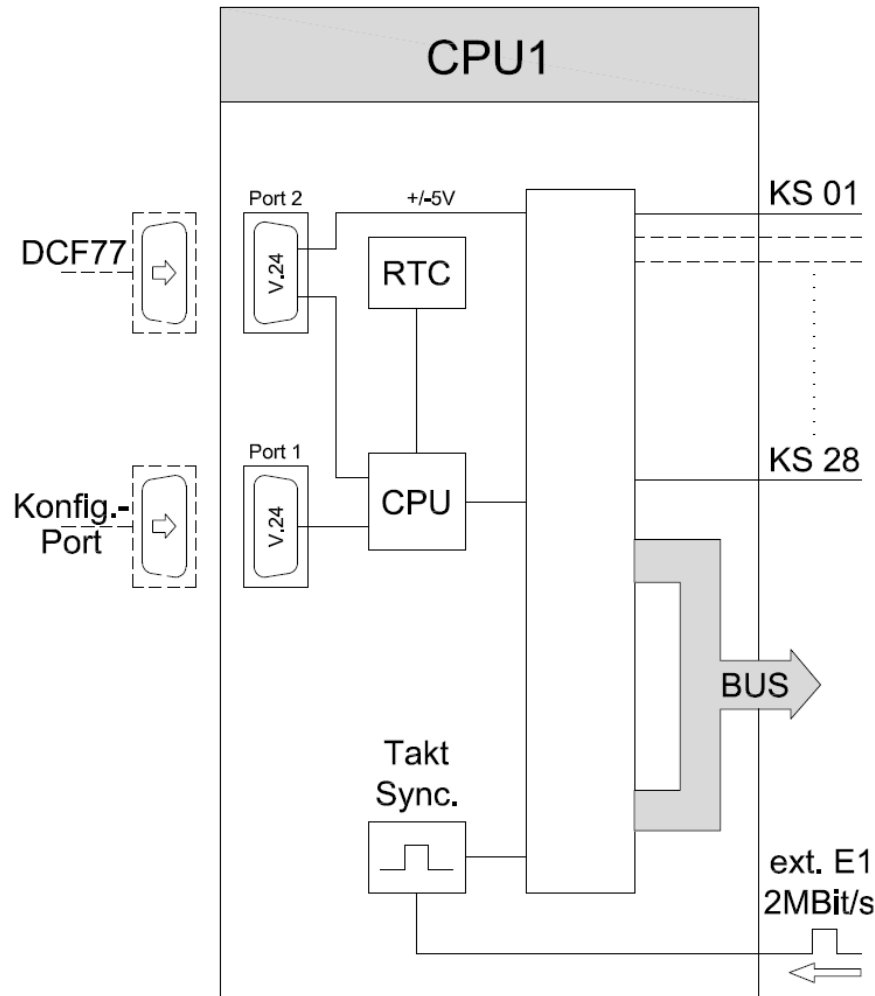 CPU1
Port 2
+/-5V
KS 01
DCF77
V.24
RTC
Port 1
KS 28
Konfig.-
Port
V.24
CPU
BUS
Takt
Sync.
ext. E1
2MBit/s